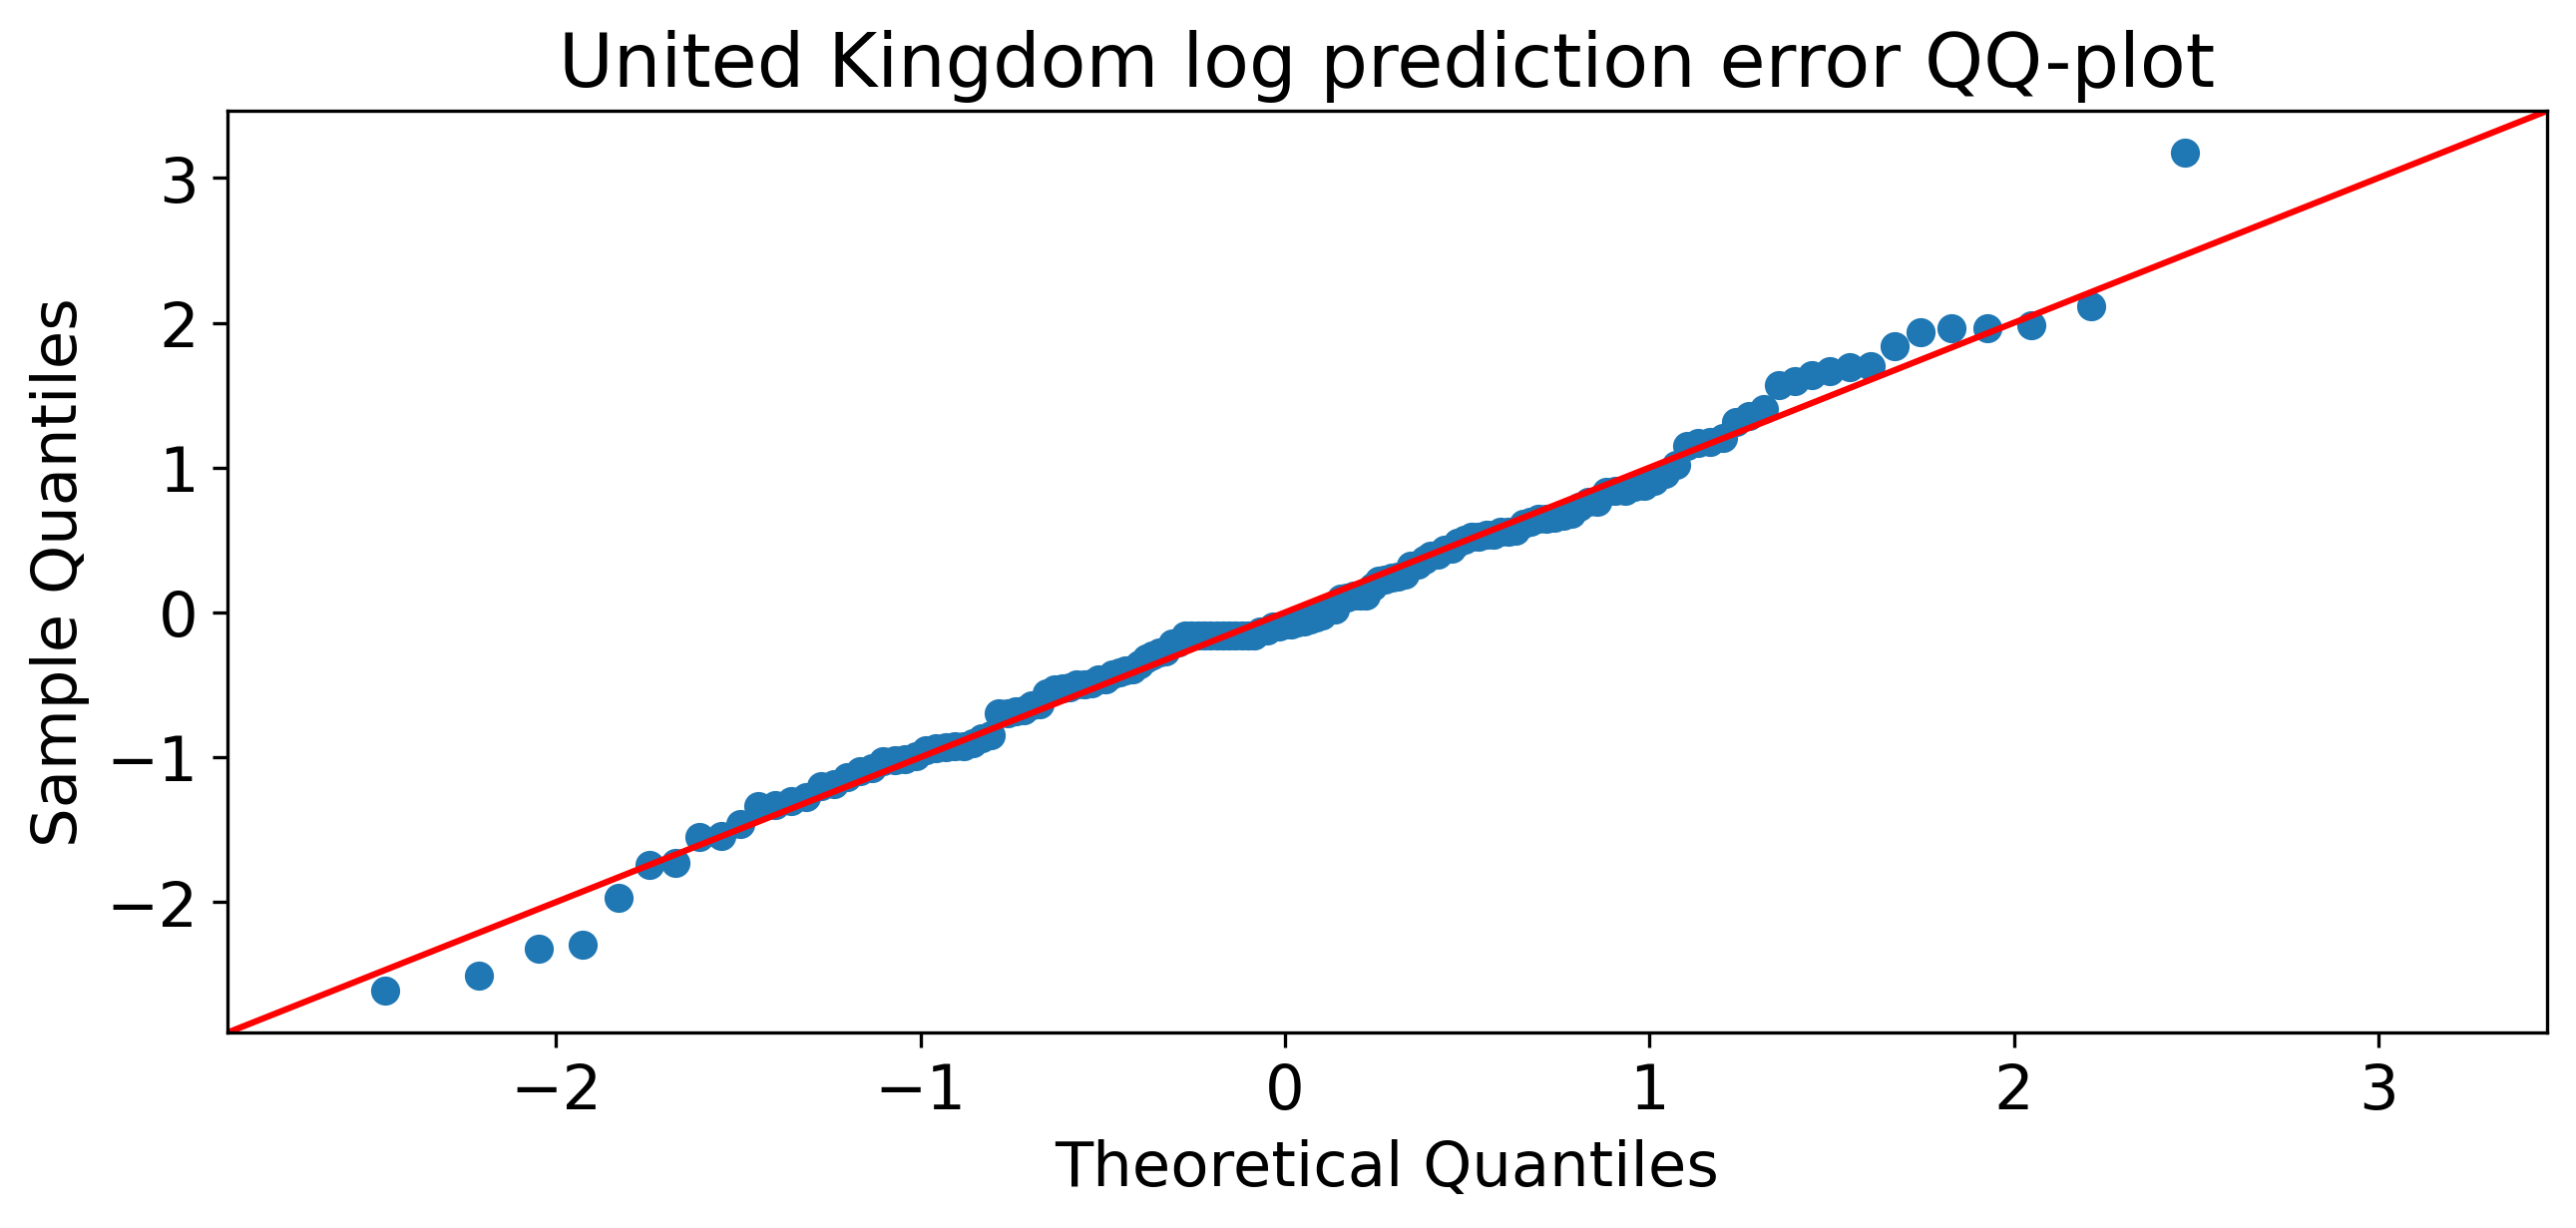 United Kingdom log prediction error QQ-plot
3
2
1
0
−1
−2
Sample Quantiles
−2 −1 0 1 2 3
Theoretical Quantiles